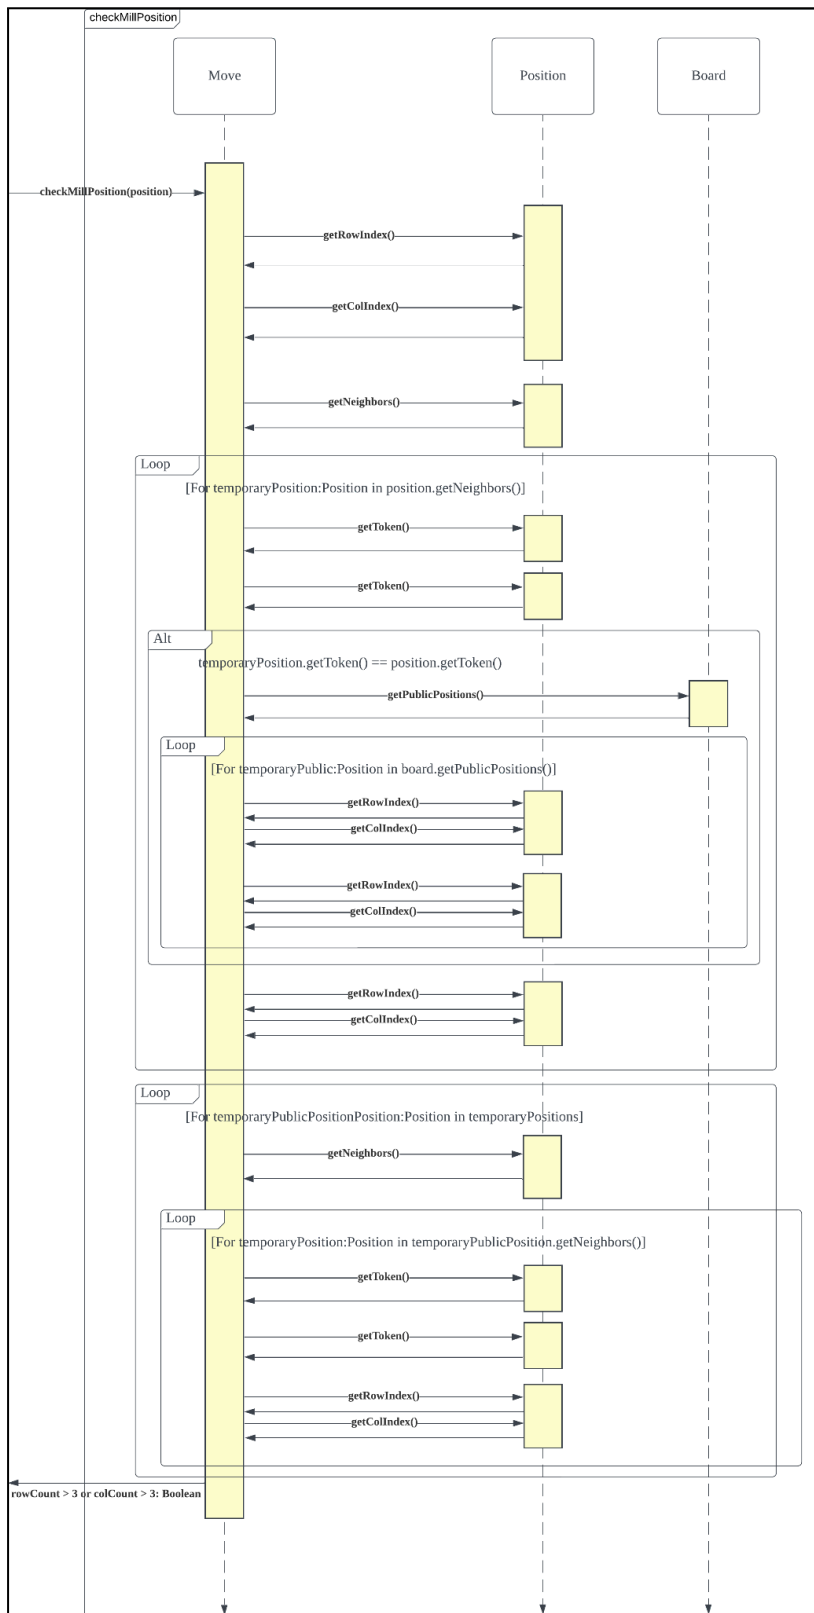 checkMillPosition
Move
Position
Board
checkMillPosition(position)
getRowIndex()
getColIndex()
getNeighbors()
Loop
[For temporaryPosition:Position in position.getNeighbors()]
getToken()
getToken()
Alt
temporaryPosition.getToken() == position.getToken()
getPublicPositions()
Loop
[For temporaryPublic:Position in board.getPublicPositions()]
getRowIndex()
getColIndex()
getRowIndex()
getColIndex()
getRowIndex()
getColIndex()
Loop
[For temporaryPublicPositionPosition:Position in temporaryPositions]
getNeighbors()
Loop
[For temporaryPosition:Position in temporaryPublicPosition.getNeighbors()]
getToken()
getToken()
getRowIndex()
getColIndex()
rowCount > 3 or colCount > 3: Boolean